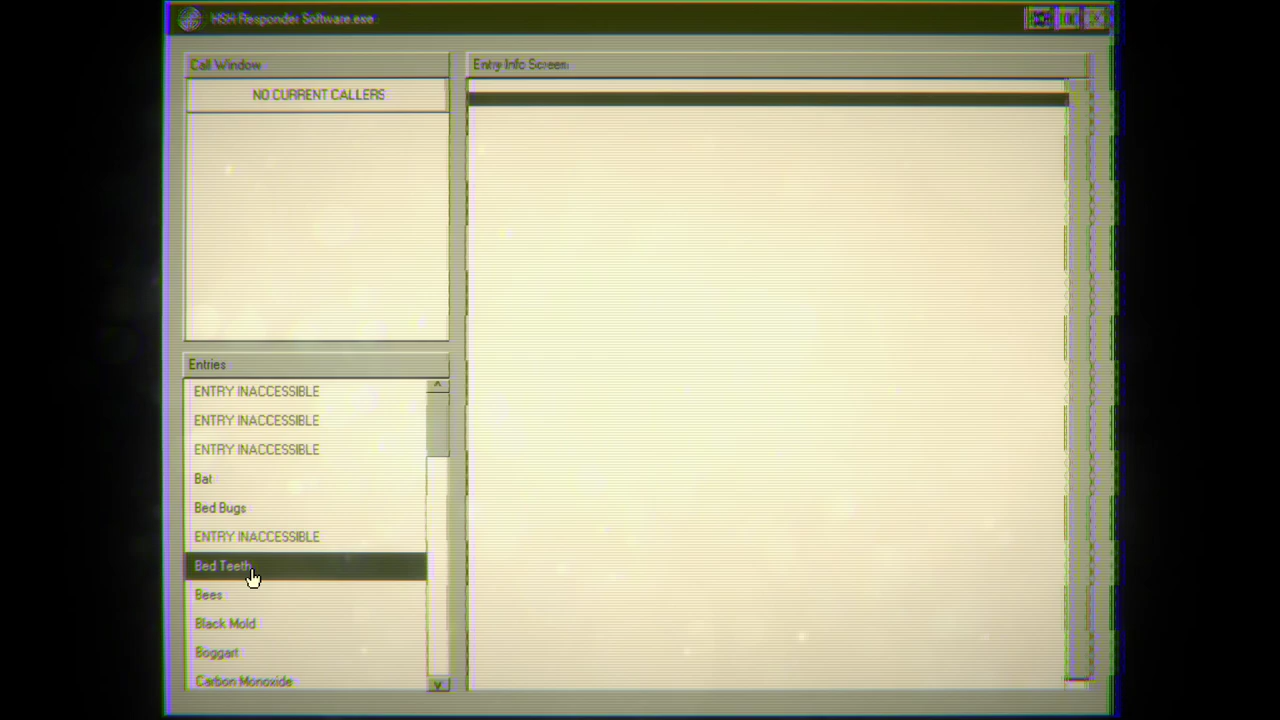 HSH Responder Software.exe
Call Window
NO CURRENT CALLERS
Entry Info Screen
Entries
ENTRY INACCESSIBLE
ENTRY INACCESSIBLE
ENTRY INACCESSIBLE
Bat
Bed Bugs
ENTRY INACCESSIBLE
Bed Teeth
Bees
Black Mold
Boggart
Carbon Monoxide